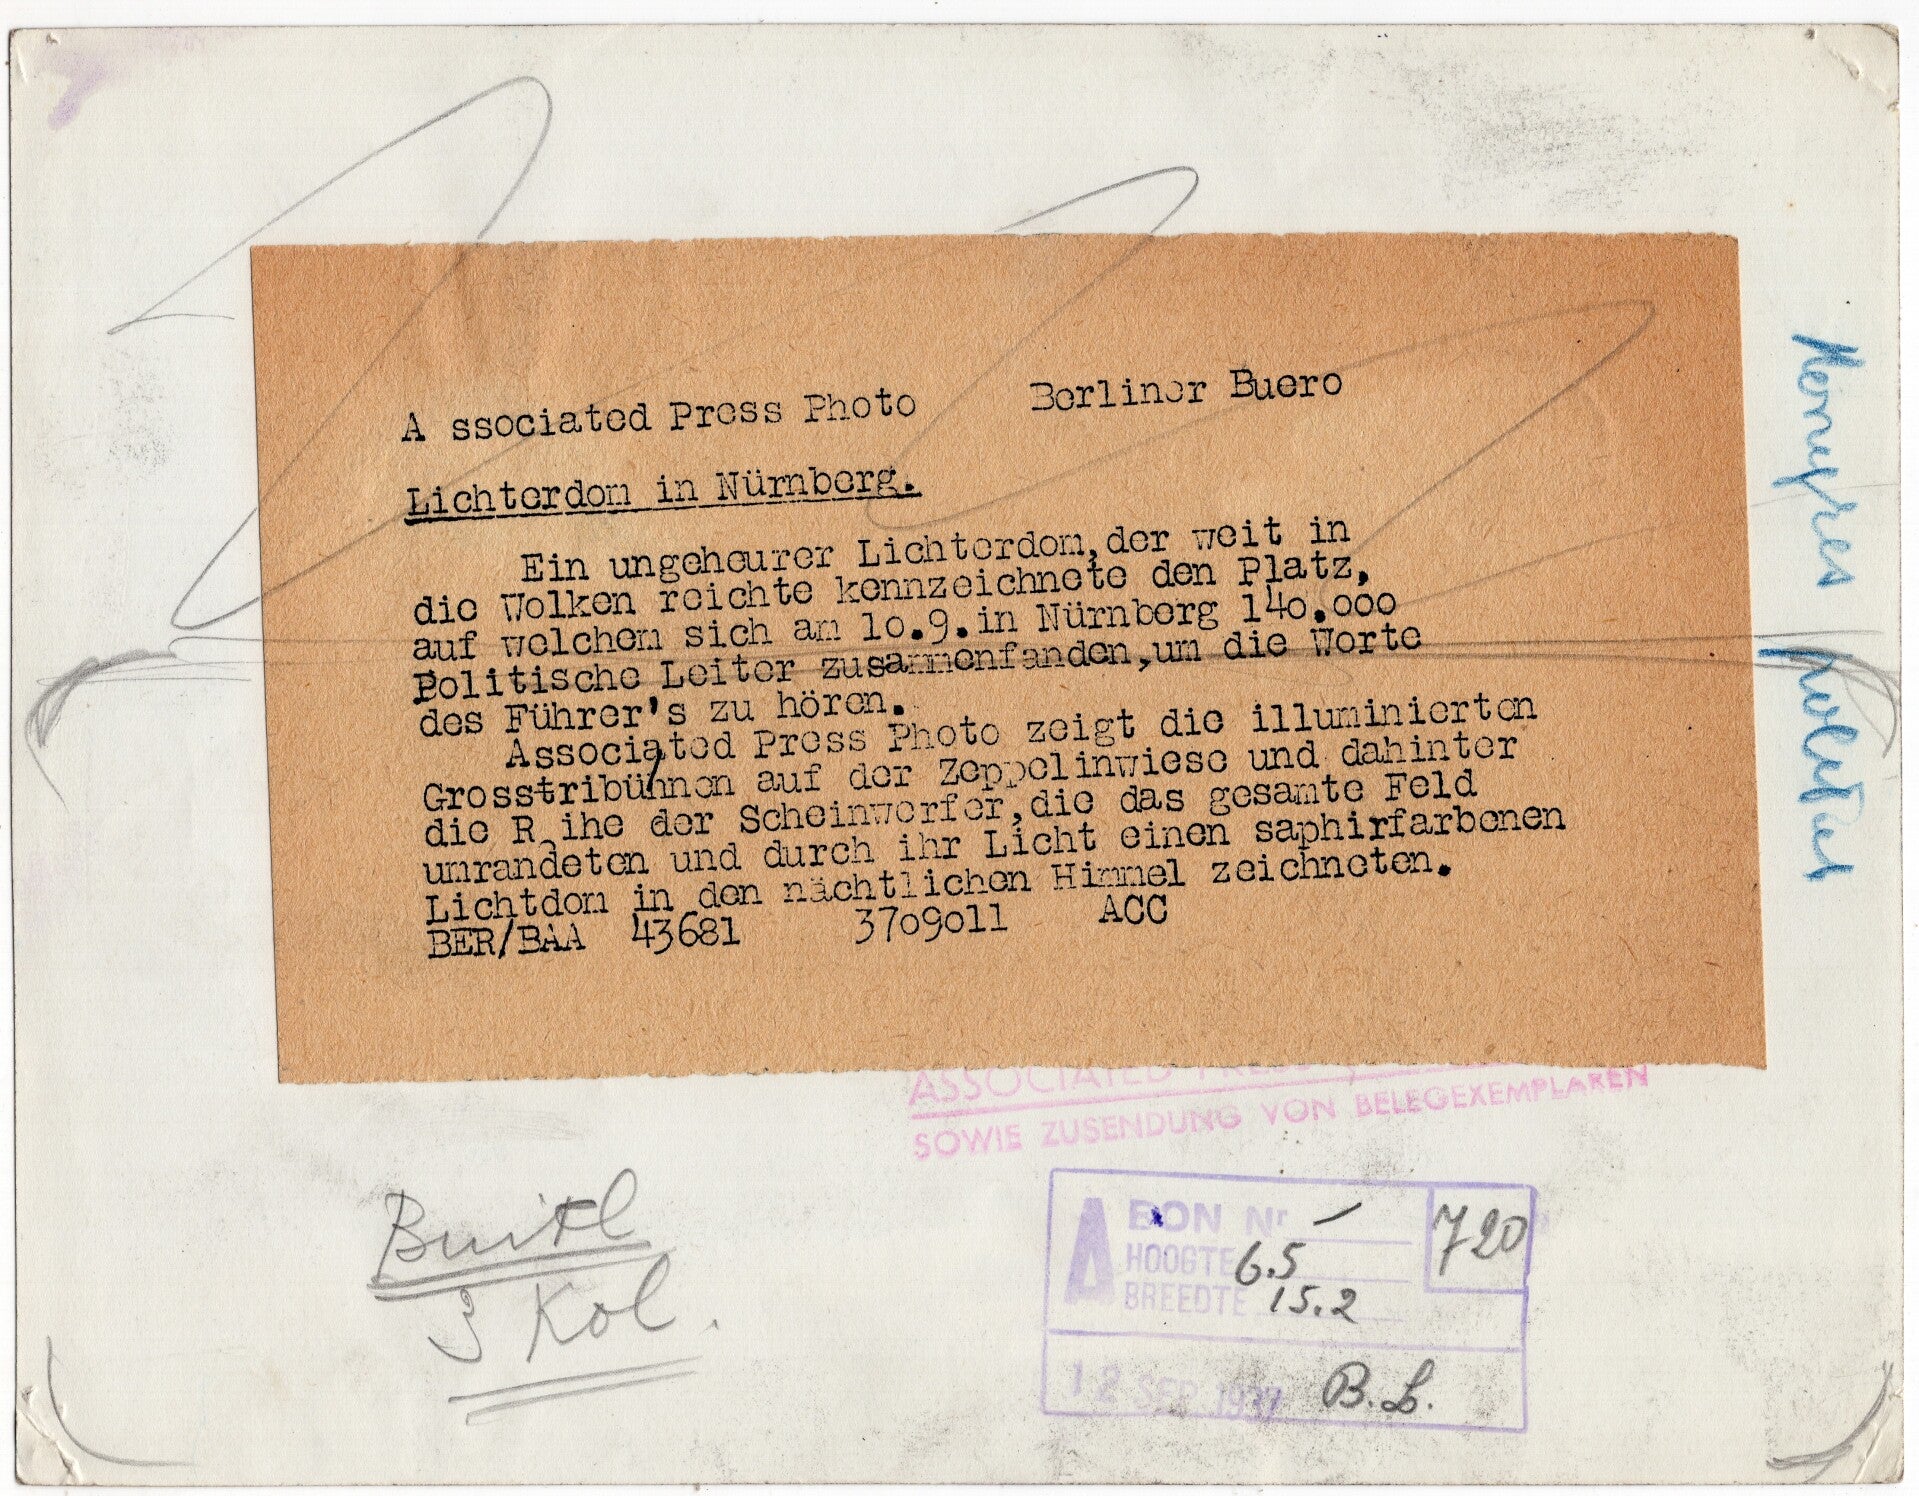 A ssociated Press Photo Berliner Buero
Lichterdom in Nürnberg.
Ein ungeheurer Lichterdom,der weit in
die Wolken reichte kennzeichnete den Platz,
auf welchem sich am 10.9.in Nürnberg 140.000
Politische Leiter zusammenfanden,um die Worte
des Führer's zu hören.
Associated Press Photo zeigt die illuminierten
Grosstribühnen auf der Zeppelinwiese und dahinter
die R ihe der Scheinwerfer,die das gesamte Feld
umrandeten und durch ihr Licht einen saphirfarbenen
Lichtdom in den nächtlichen Himmel zeichneten.
BER/BAA 43681 3709011 ACC
ASSOCIATED PRESS
SOWIE ZUSENDUNG VON BELEGEXEMPLAREN
A BON Nr — 720
HOOGTE 6.5
BREEDTE 15.2
12 SEP. 1937 B.L.
3 Kol.